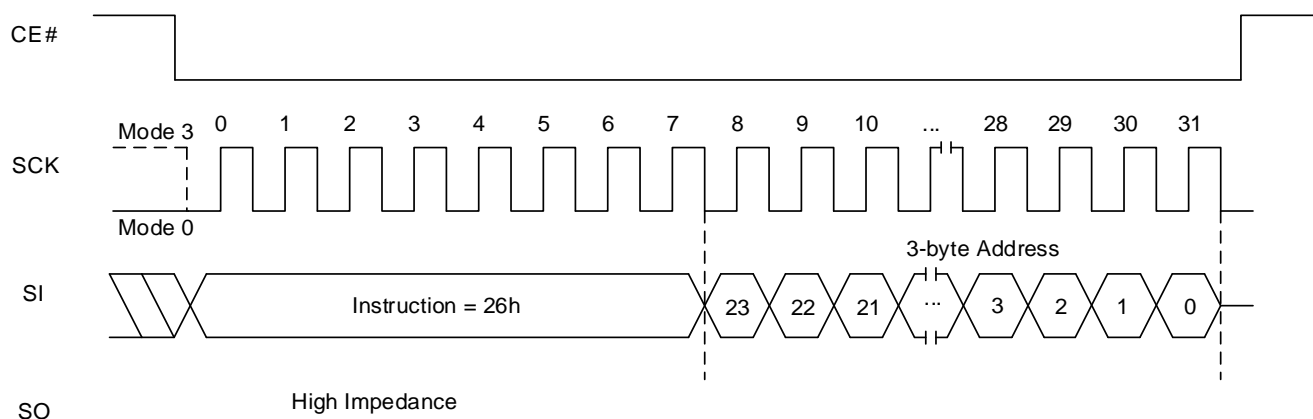 CE#
Mode 3
0 1 2 3 4 5 6 7 8 9 10 ... 28 29 30 31
SCK
Mode 0
3-byte Address
SI
Instruction = 26h
23 22 21 ... 3 2 1 0
SO
High Impedance